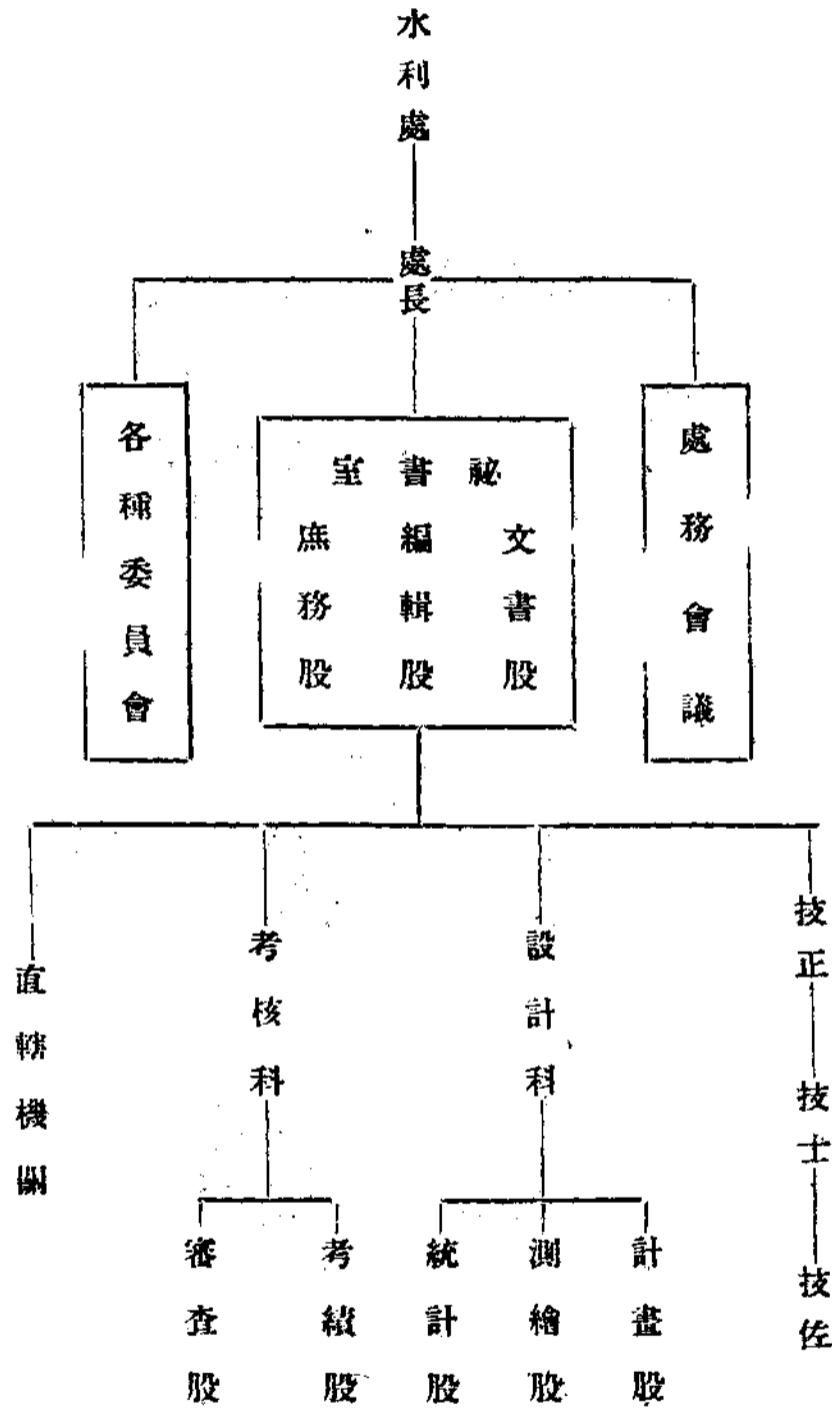 水利處
處長
處務會議
祕書室
文書股
編輯股
庶務股
各種委員會
技正
技士
技佐
設計科
計畫股
測繪股
統計股
考核科
考績股
審查股
直轄機關